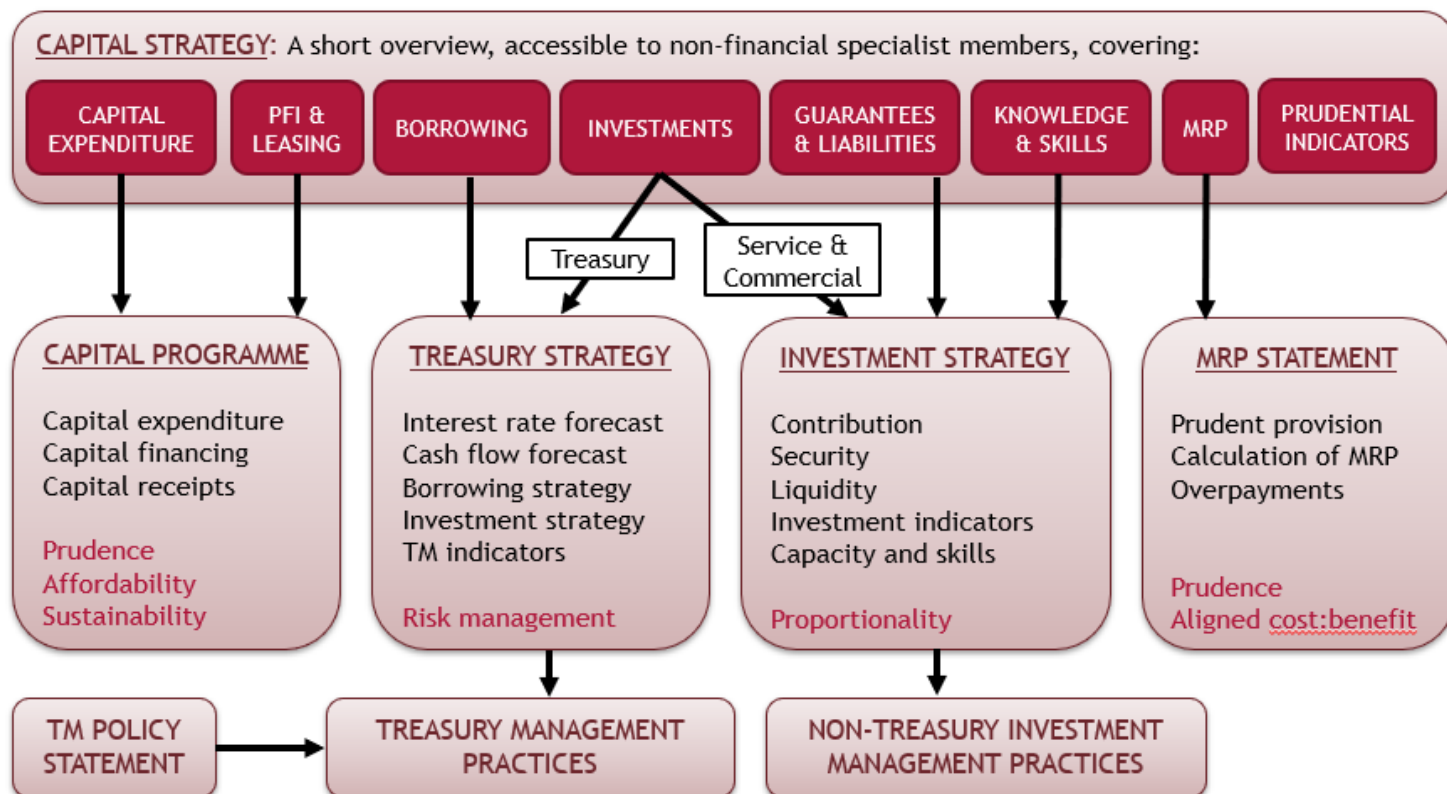 CAPITAL STRATEGY: A short overview, accessible to non-financial specialist members, covering:
CAPITAL
EXPENDITURE
PFI &
LEASING
BORROWING
INVESTMENTS
GUARANTEES
& LIABILITIES
KNOWLEDGE
& SKILLS
MRP
PRUDENTIAL
INDICATORS
Treasury
Service &
Commercial
CAPITAL PROGRAMME
Capital expenditure
Capital financing
Capital receipts
Prudence
Affordability
Sustainability
TREASURY STRATEGY
Interest rate forecast
Cash flow forecast
Borrowing strategy
Investment strategy
TM indicators
Risk management
INVESTMENT STRATEGY
Contribution
Security
Liquidity
Investment indicators
Capacity and skills
Proportionality
MRP STATEMENT
Prudent provision
Calculation of MRP
Overpayments
Prudence
Aligned cost:benefit
TM POLICY
STATEMENT
TREASURY MANAGEMENT
PRACTICES
NON-TREASURY INVESTMENT
MANAGEMENT PRACTICES